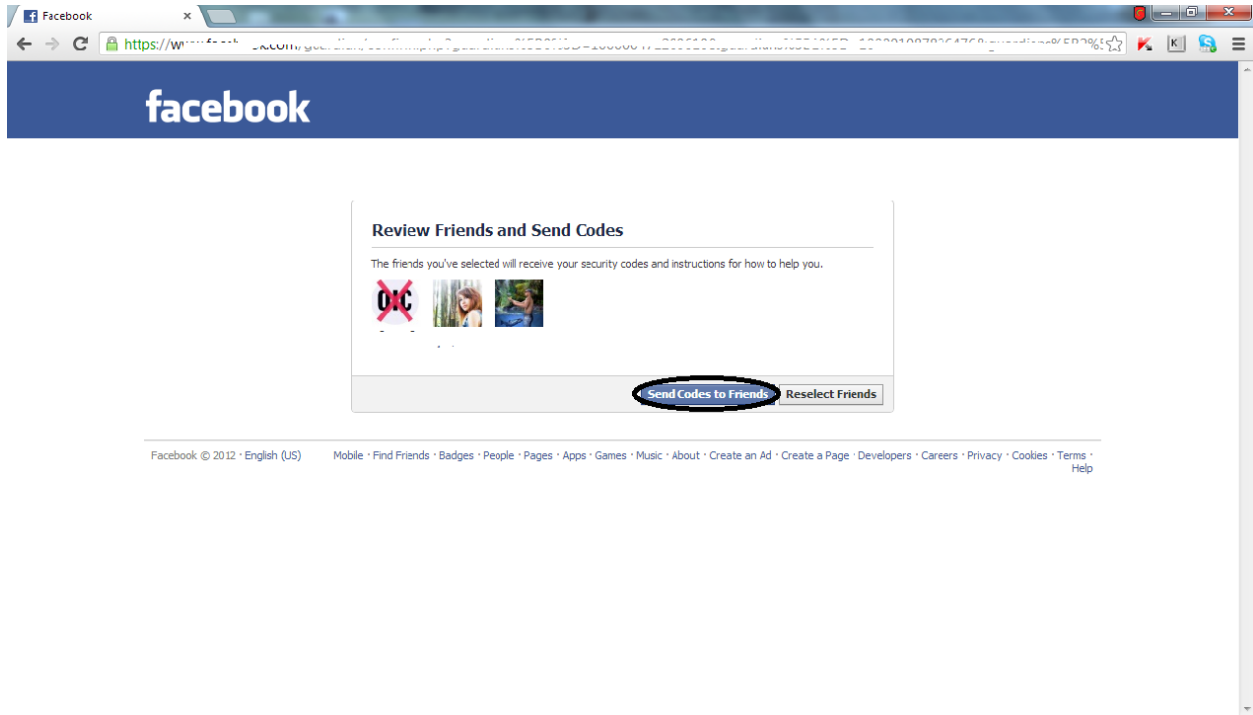 Facebook
https://www
facebook
Review Friends and Send Codes
The friends you've selected will receive your security codes and instructions for how to help you.
OIC
Send Codes to Friends Reselect Friends
Facebook © 2012 · English (US) Mobile · Find Friends · Badges · People · Pages · Apps · Games · Music · About · Create an Ad · Create a Page · Developers · Careers · Privacy · Cookies · Terms ·
Help